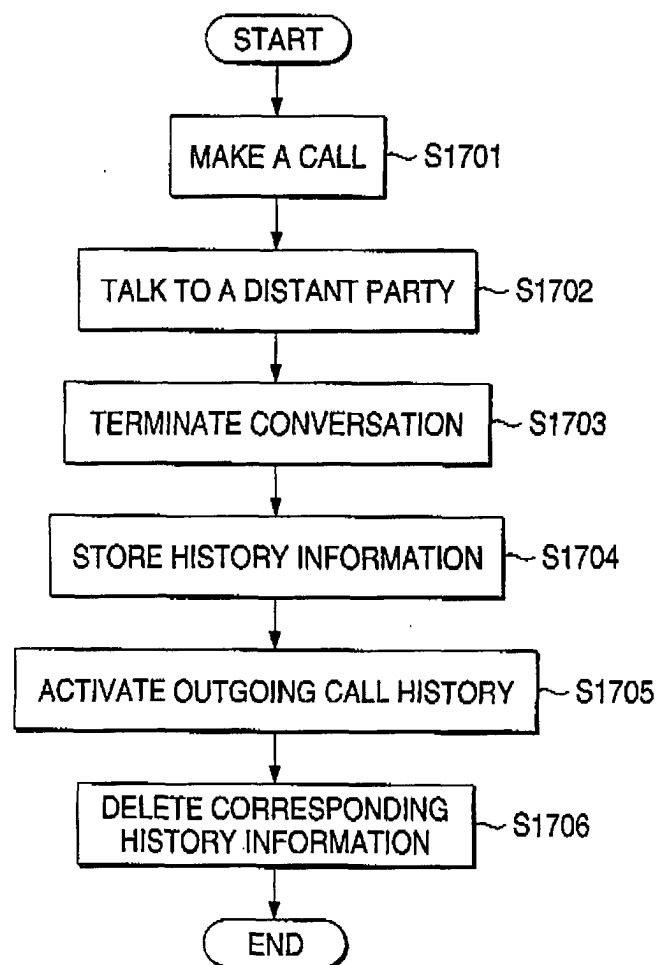 START
MAKE A CALL
S1701
TALK TO A DISTANT PARTY
S1702
TERMINATE CONVERSATION
S1703
STORE HISTORY INFORMATION
S1704
ACTIVATE OUTGOING CALL HISTORY
S1705
DELETE CORRESPONDING
HISTORY INFORMATION
S1706
END